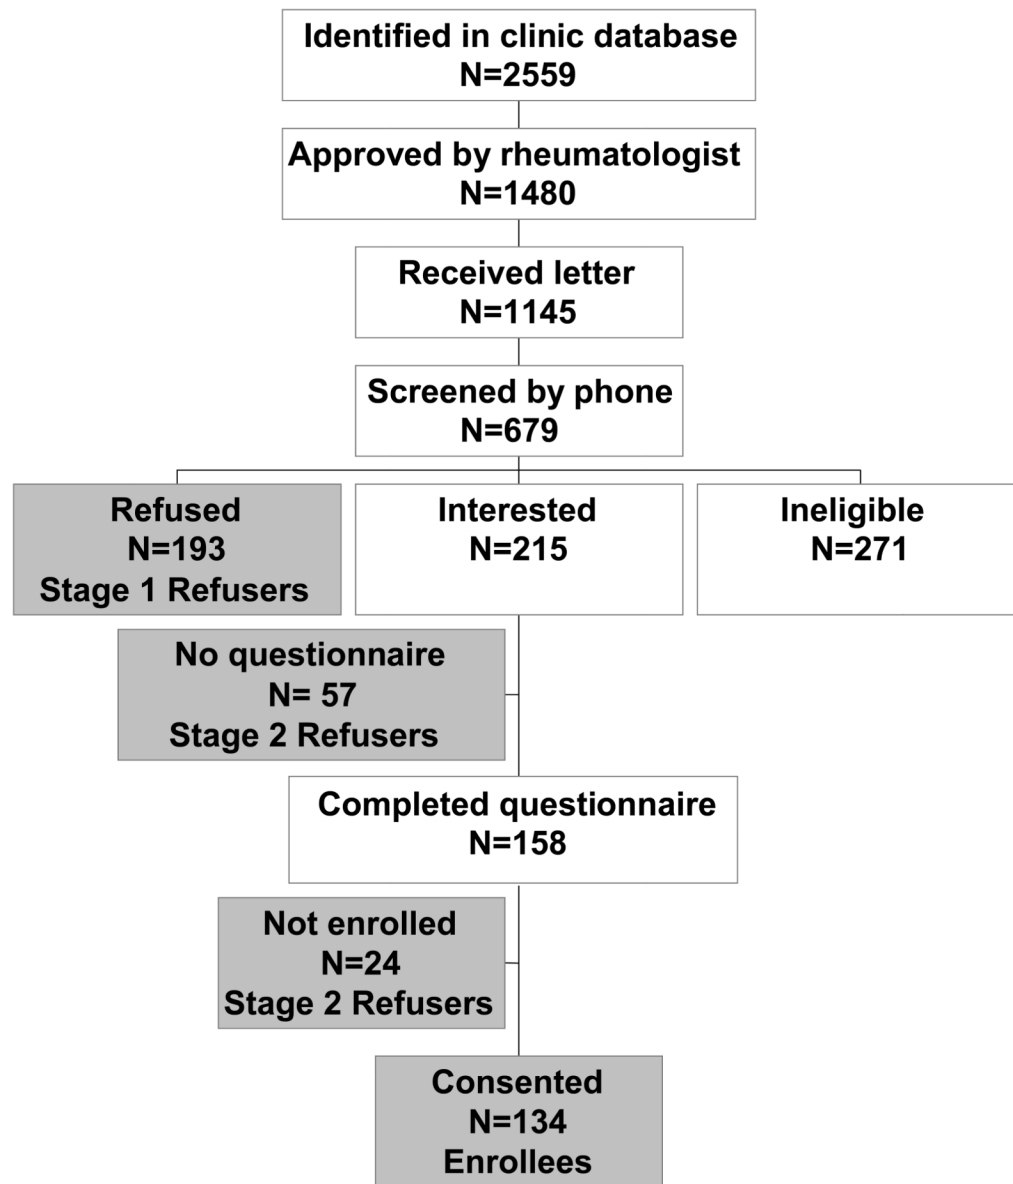 Identified in clinic database
N=2559
Approved by rheumatologist
N=1480
Received letter
N=1145
Screened by phone
N=679
Refused
N=193
Stage 1 Refusers
Interested
N=215
Ineligible
N=271
No questionnaire
N= 57
Stage 2 Refusers
Completed questionnaire
N=158
Not enrolled
N=24
Stage 2 Refusers
Consented
N=134
Enrollees